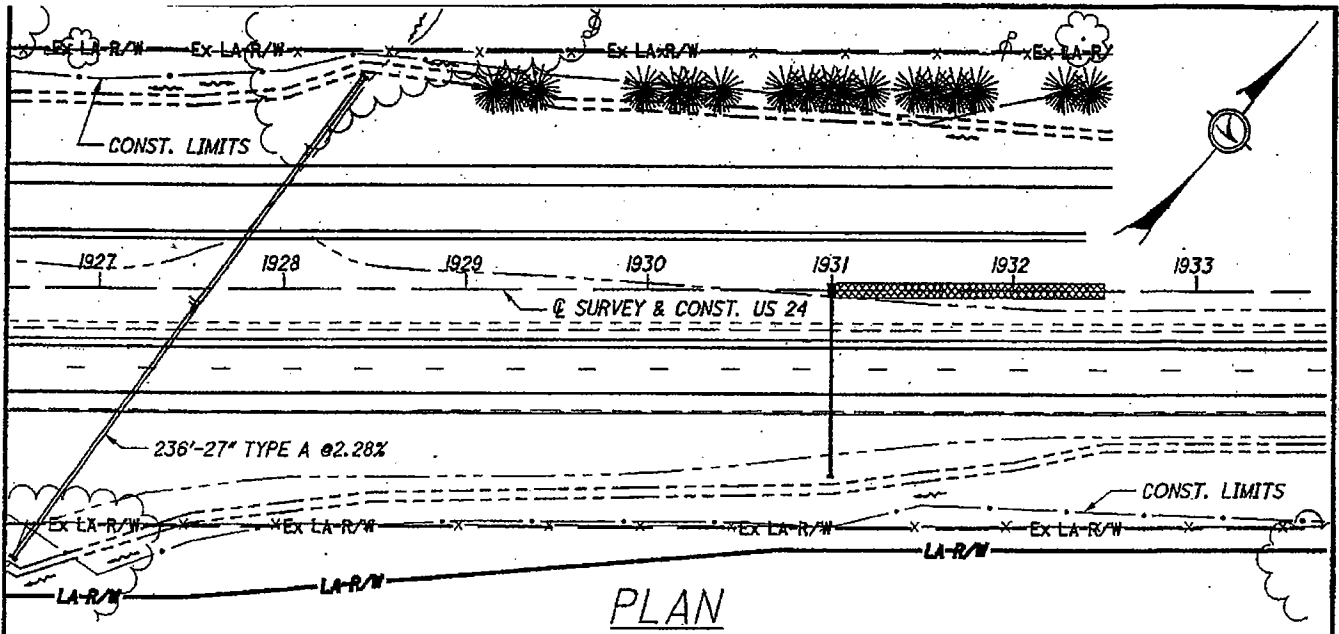 Ex LA-R/W Ex LA-R/W Ex LA-R/W Ex LA-R/
CONST. LIMITS
1927 1928 1929 1930 1931 1932 1933
℄ SURVEY & CONST. US 24
236'-27" TYPE A @2.28%
CONST. LIMITS
Ex LA-R/W Ex LA-R/W Ex LA-R/W Ex LA-R/W
LA-R/W
LA-R/W LA-R/W
PLAN